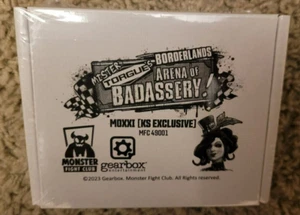 MISTER
TORGUE'S
BORDERLANDS
ARENA OF
BADASSERY!
MOXXI (KS EXCLUSIVE)
MFC 49001
MONSTER
FIGHT CLUB
gearbox
entertainment
©2023 Gearbox. Monster Fight Club. All rights reserved.